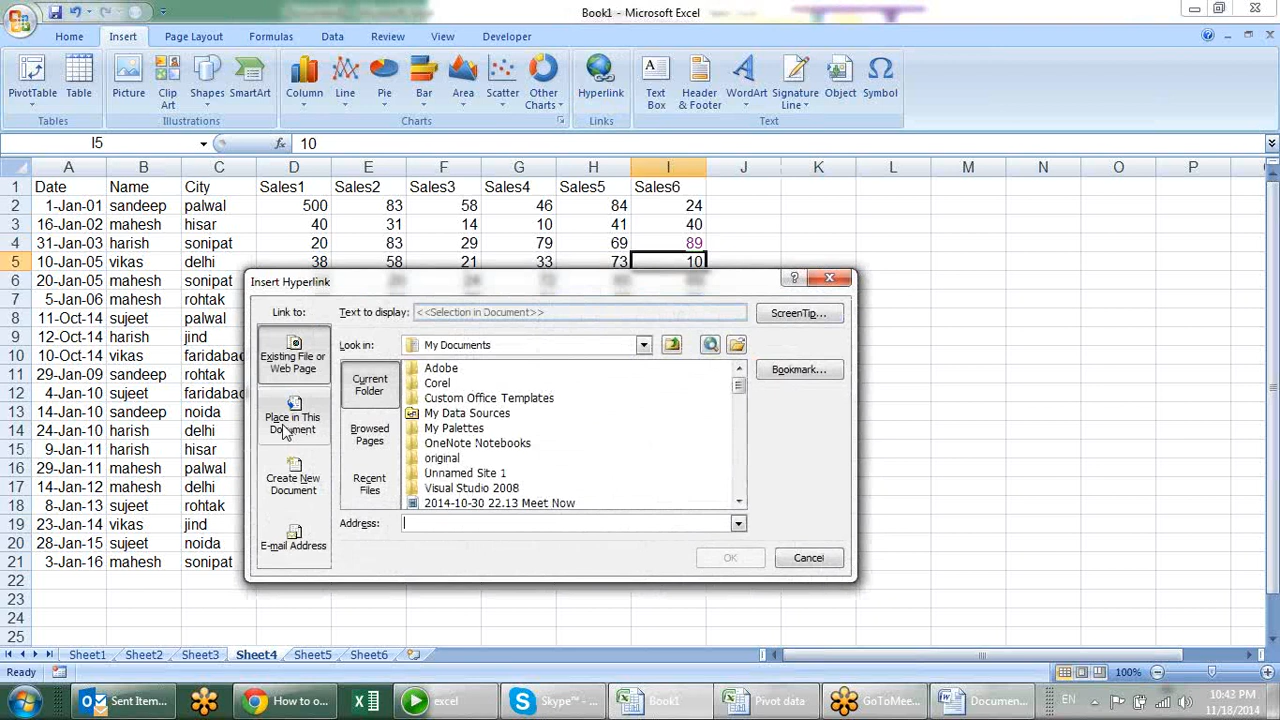 Book1 - Microsoft Excel
Home Insert Page Layout Formulas Data Review View Developer
PivotTable Table Picture Clip Art Shapes SmartArt Column Line Pie Bar Area Scatter Other Charts Hyperlink Text Box Header & Footer WordArt Signature Line Object Symbol
Tables Illustrations Charts Links Text
I5 fx 10
A B C D E F G H I J K L M N O P
1 Date Name City Sales1 Sales2 Sales3 Sales4 Sales5 Sales6
2 1-Jan-01 sandeep palwal 500 83 58 46 84 24
3 16-Jan-02 mahesh hisar 40 31 14 10 41 40
4 31-Jan-03 harish sonipat 20 83 29 79 69 89
5 10-Jan-05 vikas delhi 38 58 21 33 73 10
6 20-Jan-05 mahesh sonipat
7 5-Jan-06 mahesh rohtak
8 11-Oct-14 sujeet palwal
9 12-Oct-14 harish jind
10 10-Oct-14 vikas faridabad
11 29-Jan-09 sandeep rohtak
12 4-Jan-10 sujeet faridabad
13 14-Jan-10 sandeep noida
14 24-Jan-10 harish delhi
15 9-Jan-11 harish hisar
16 29-Jan-11 mahesh palwal
17 14-Jan-12 mahesh delhi
18 8-Jan-13 sujeet rohtak
19 23-Jan-14 vikas jind
20 28-Jan-15 sujeet noida
21 3-Jan-16 mahesh sonipat
22
23
24
25
Insert Hyperlink
Link to: Text to display: <<Selection in Document>> ScreenTip...
Existing File or Web Page
Place in This Document
Create New Document
E-mail Address
Look in: My Documents
Bookmark...
Current Folder
Browsed Pages
Recent Files
Adobe
Corel
Custom Office Templates
My Data Sources
My Palettes
OneNote Notebooks
original
Unnamed Site 1
Visual Studio 2008
2014-10-30 22.13 Meet Now
Address:
OK Cancel
Sheet1 Sheet2 Sheet3 Sheet4 Sheet5 Sheet6
Ready 100%
Sent Item... How to o... excel Skype™ -... Book1 Pivot data GoToMee... Documen... EN 10:43 PM
11/18/2014